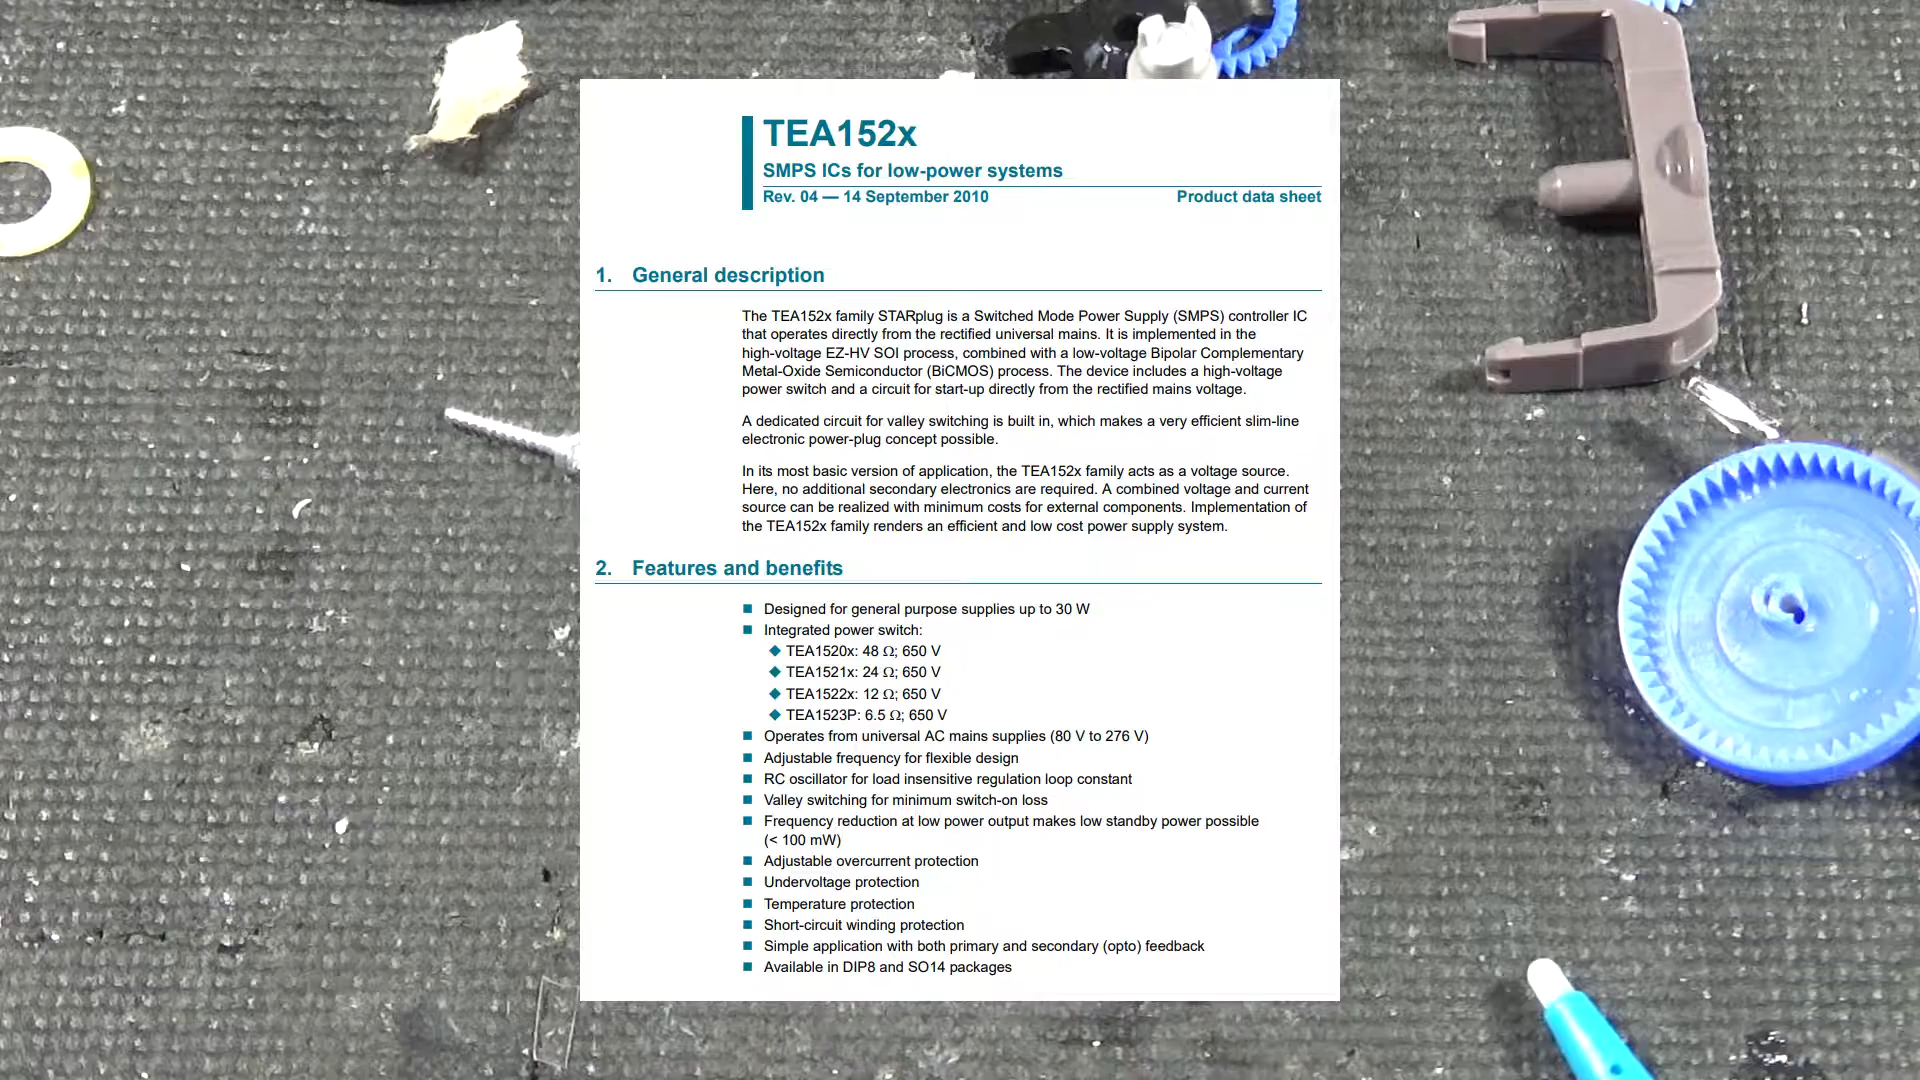 TEA152x
SMPS ICs for low-power systems
Rev. 04 — 14 September 2010 Product data sheet
1. General description
The TEA152x family STARplug is a Switched Mode Power Supply (SMPS) controller IC
that operates directly from the rectified universal mains. It is implemented in the
high-voltage EZ-HV SOI process, combined with a low-voltage Bipolar Complementary
Metal-Oxide Semiconductor (BiCMOS) process. The device includes a high-voltage
power switch and a circuit for start-up directly from the rectified mains voltage.
A dedicated circuit for valley switching is built in, which makes a very efficient slim-line
electronic power-plug concept possible.
In its most basic version of application, the TEA152x family acts as a voltage source.
Here, no additional secondary electronics are required. A combined voltage and current
source can be realized with minimum costs for external components. Implementation of
the TEA152x family renders an efficient and low cost power supply system.
2. Features and benefits
■ Designed for general purpose supplies up to 30 W
■ Integrated power switch:
◆ TEA1520x: 48 Ω; 650 V
◆ TEA1521x: 24 Ω; 650 V
◆ TEA1522x: 12 Ω; 650 V
◆ TEA1523P: 6.5 Ω; 650 V
■ Operates from universal AC mains supplies (80 V to 276 V)
■ Adjustable frequency for flexible design
■ RC oscillator for load insensitive regulation loop constant
■ Valley switching for minimum switch-on loss
■ Frequency reduction at low power output makes low standby power possible
(< 100 mW)
■ Adjustable overcurrent protection
■ Undervoltage protection
■ Temperature protection
■ Short-circuit winding protection
■ Simple application with both primary and secondary (opto) feedback
■ Available in DIP8 and SO14 packages